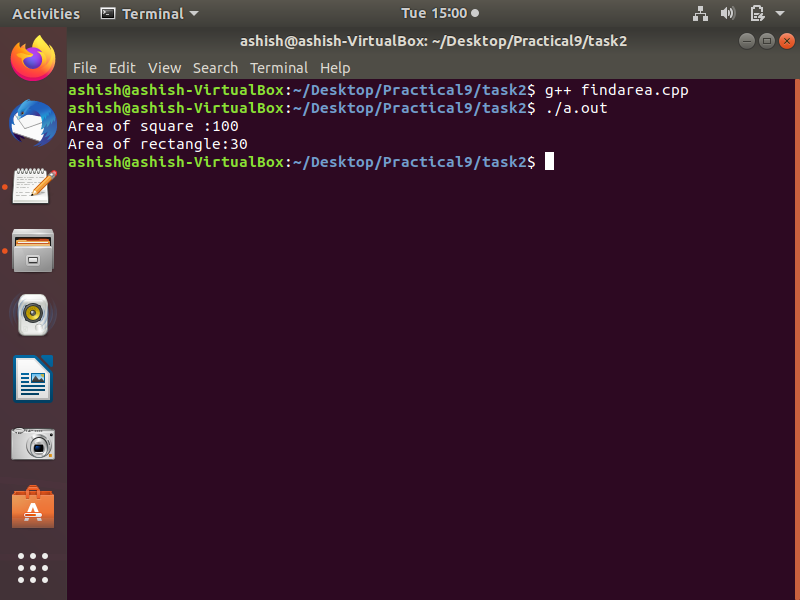 Activities Terminal Tue 15:00
ashish@ashish-VirtualBox: ~/Desktop/Practical9/task2
File Edit View Search Terminal Help
ashish@ashish-VirtualBox:~/Desktop/Practical9/task2$ g++ findarea.cpp
ashish@ashish-VirtualBox:~/Desktop/Practical9/task2$ ./a.out
Area of square :100
Area of rectangle:30
ashish@ashish-VirtualBox:~/Desktop/Practical9/task2$